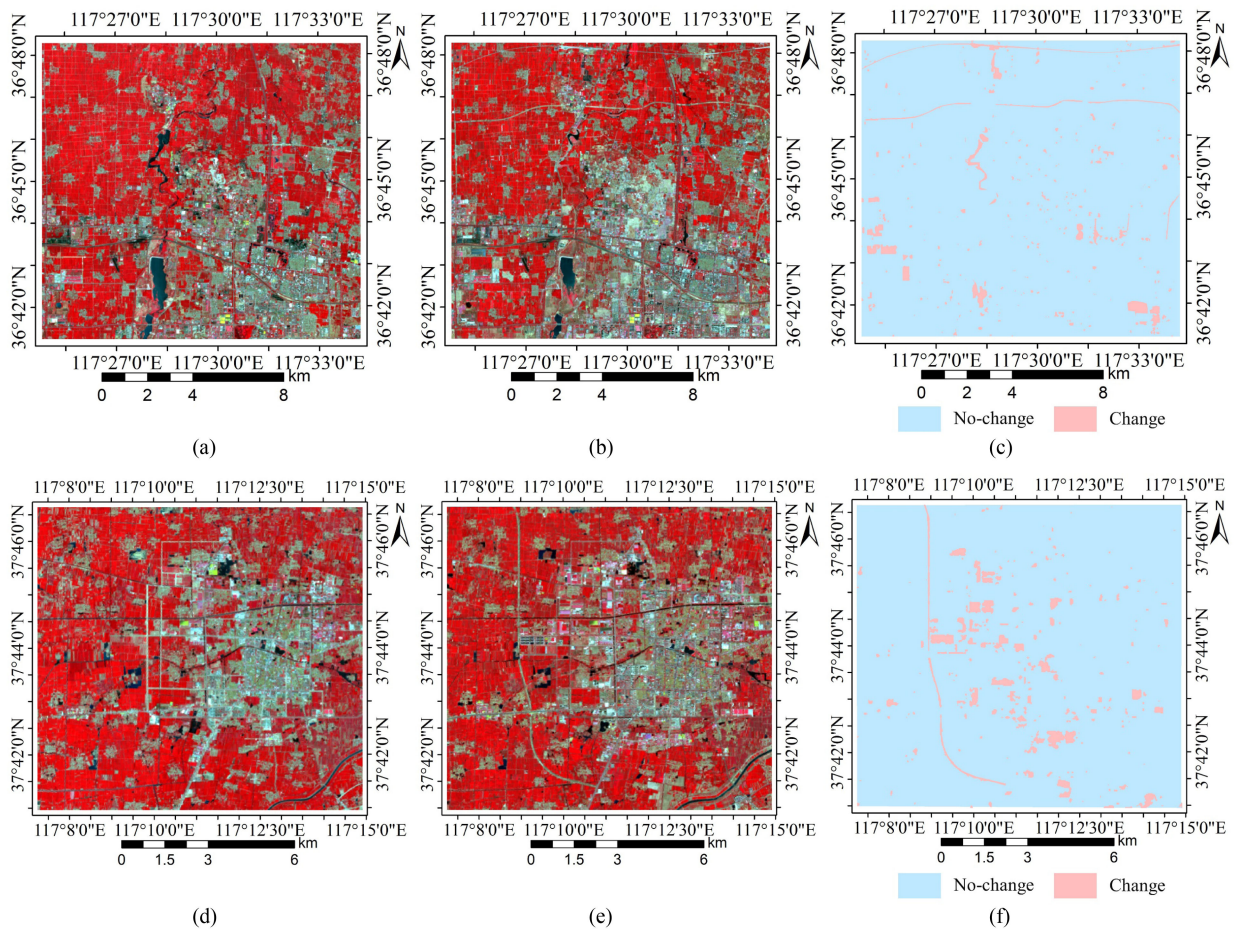 117°27'0"E 117°30'0"E 117°33'0"E
117°27'0"E 117°30'0"E 117°33'0"E
117°27'0"E 117°30'0"E 117°33'0"E
N
N
N
36°48'0"N
36°48'0"N
36°48'0"N
36°48'0"N
36°48'0"N
36°48'0"N
36°45'0"N
36°45'0"N
36°45'0"N
36°45'0"N
36°45'0"N
36°45'0"N
36°42'0"N
36°42'0"N
36°42'0"N
36°42'0"N
36°42'0"N
36°42'0"N
117°27'0"E 117°30'0"E 117°33'0"E
117°27'0"E 117°30'0"E 117°33'0"E
117°27'0"E 117°30'0"E 117°33'0"E
km
km
km
0 2 4 8
0 2 4 8
0 2 4 8
No-change Change
(a) (b) (c)
117°8'0"E 117°10'0"E 117°12'30"E 117°15'0"E
117°8'0"E 117°10'0"E 117°12'30"E 117°15'0"E
117°8'0"E 117°10'0"E 117°12'30"E 117°15'0"E
N
N
N
37°46'0"N
37°46'0"N
37°46'0"N
37°46'0"N
37°46'0"N
37°46'0"N
37°44'0"N
37°44'0"N
37°44'0"N
37°44'0"N
37°44'0"N
37°44'0"N
37°42'0"N
37°42'0"N
37°42'0"N
37°42'0"N
37°42'0"N
37°42'0"N
117°10'0"E 117°12'30"E 117°15'0"E
117°10'0"E 117°12'30"E 117°15'0"E
117°8'0"E 117°10'0"E 117°12'30"E 117°15'0"E
km
km
km
0 1.5 3 6
0 1.5 3 6
0 1.5 3 6
No-change Change
(d) (e) (f)